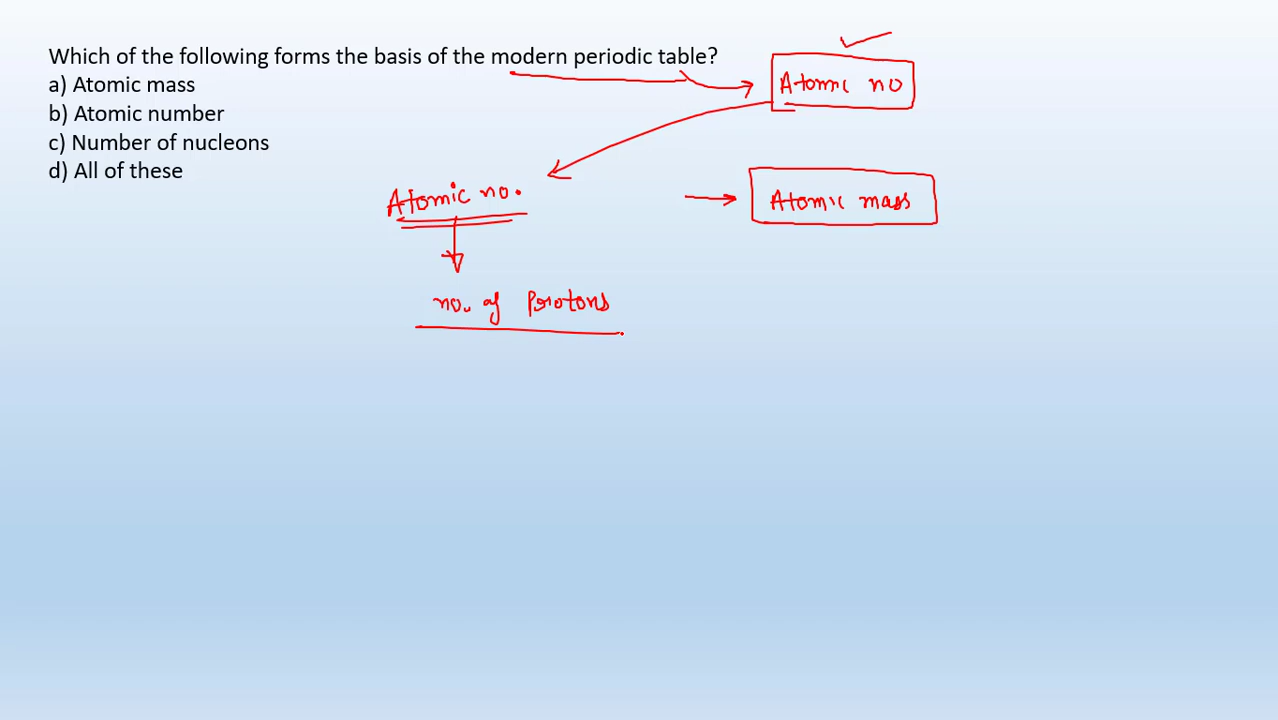 Which of the following forms the basis of the modern periodic table?
a) Atomic mass
b) Atomic number
c) Number of nucleons
d) All of these
Atomic no
Atomic no.
Atomic mass
no. of Protons